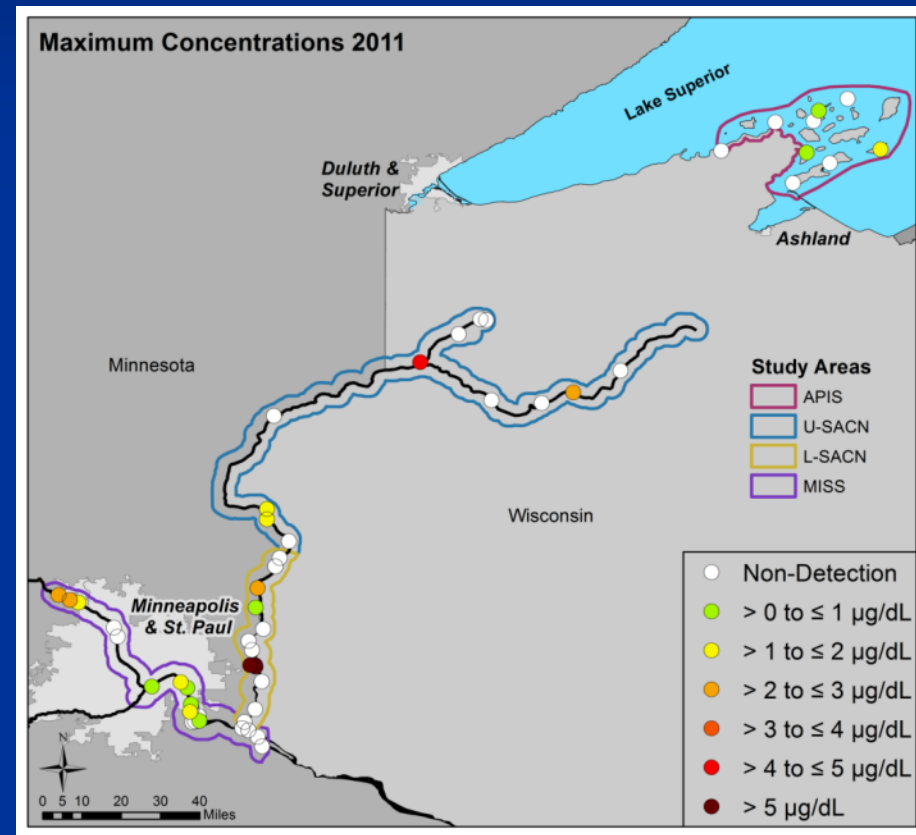 Maximum Concentrations 2011
Lake Superior
Duluth &
Superior
Ashland
Minnesota
Study Areas
APIS
U-SACN
L-SACN
MISS
Wisconsin
Minneapolis
& St. Paul
Non-Detection
> 0 to ≤ 1 µg/dL
> 1 to ≤ 2 µg/dL
> 2 to ≤ 3 µg/dL
> 3 to ≤ 4 µg/dL
> 4 to ≤ 5 µg/dL
> 5 µg/dL
N
0 5 10 20 30 40
Miles